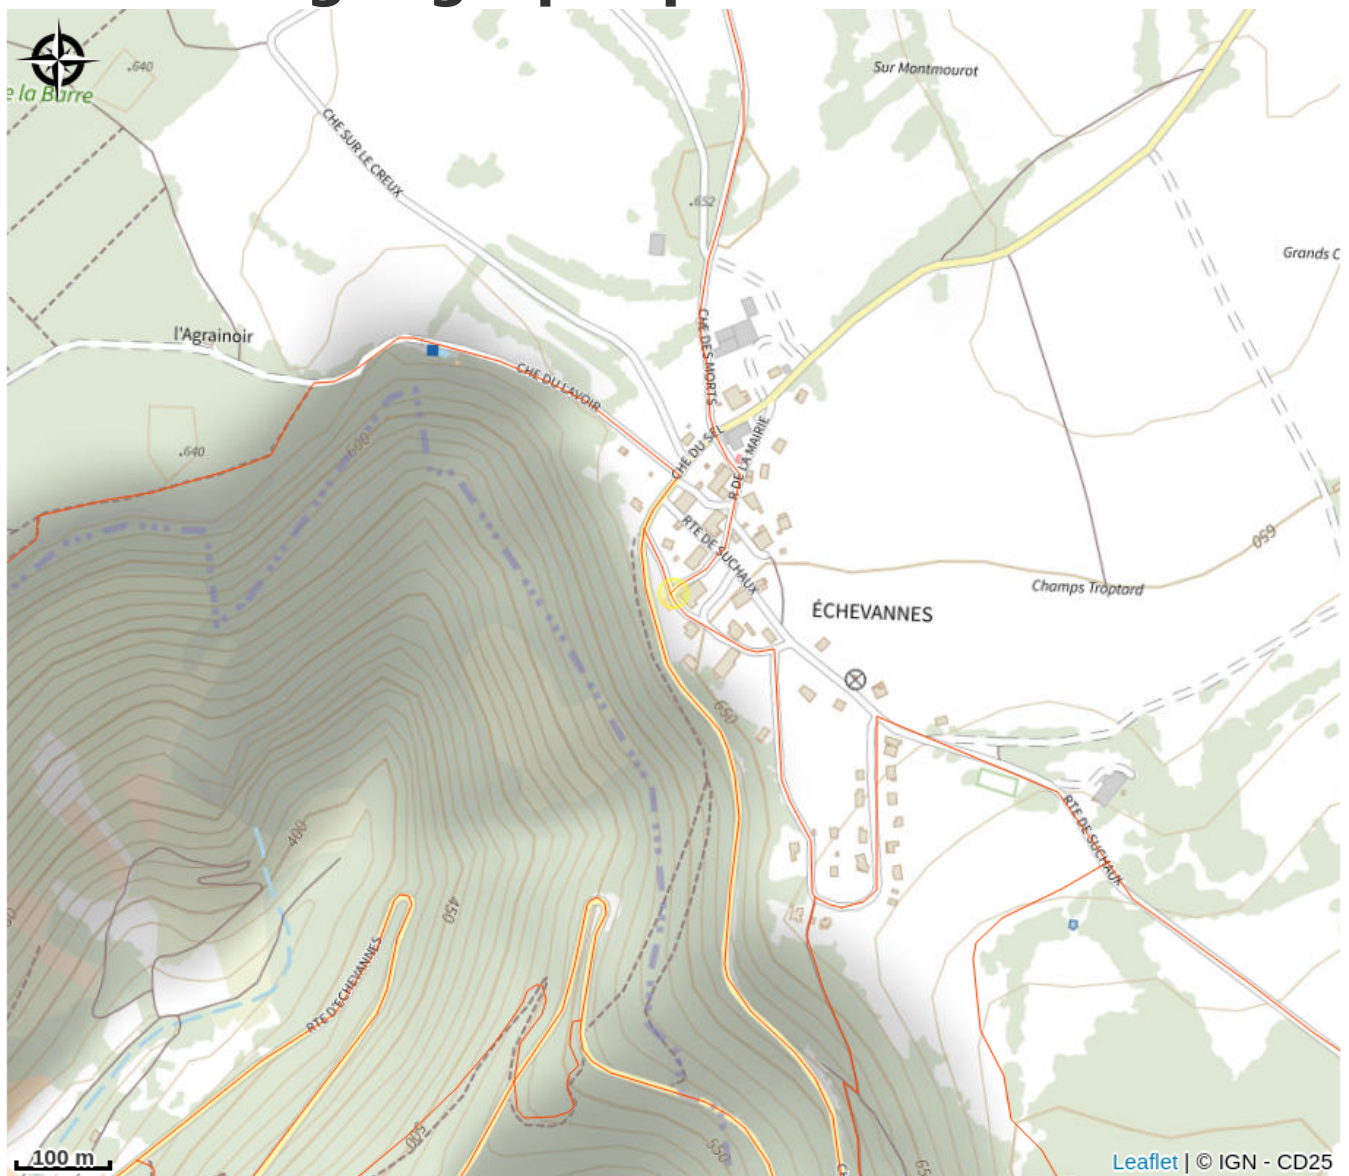 .640
Sur Montmourot
e la Barre
CHE SUR LE CREUX
.652
Grands C
l'Agrainoir
CHE DES MORTS
CHE DU LAVOIR
CHE DU SEL
R DE LA MAIRIE
.640
600
RTE DE SUCHAUX
650
Champs Troptard
ÉCHEVANNES
650
RTE DE SUCHAUX
400
450
RTE D'ECHEVANNES
500
550
100 m
Leaflet | © IGN - CD25